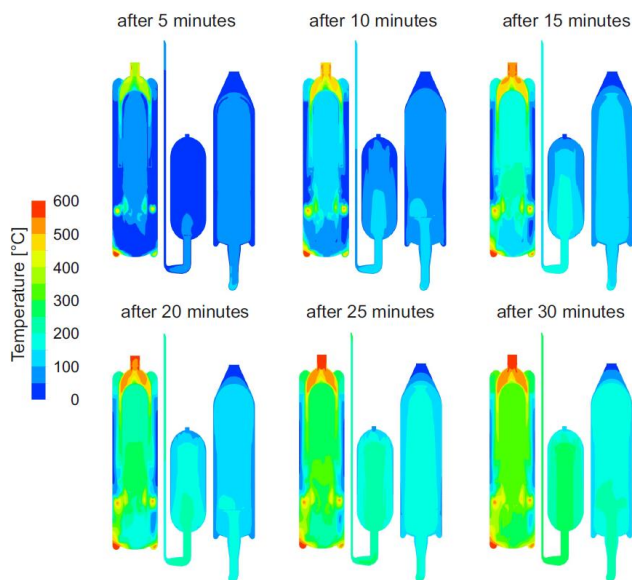 after 5 minutes
after 10 minutes
after 15 minutes
Temperature [°C]
600
500
400
300
200
100
0
after 20 minutes
after 25 minutes
after 30 minutes